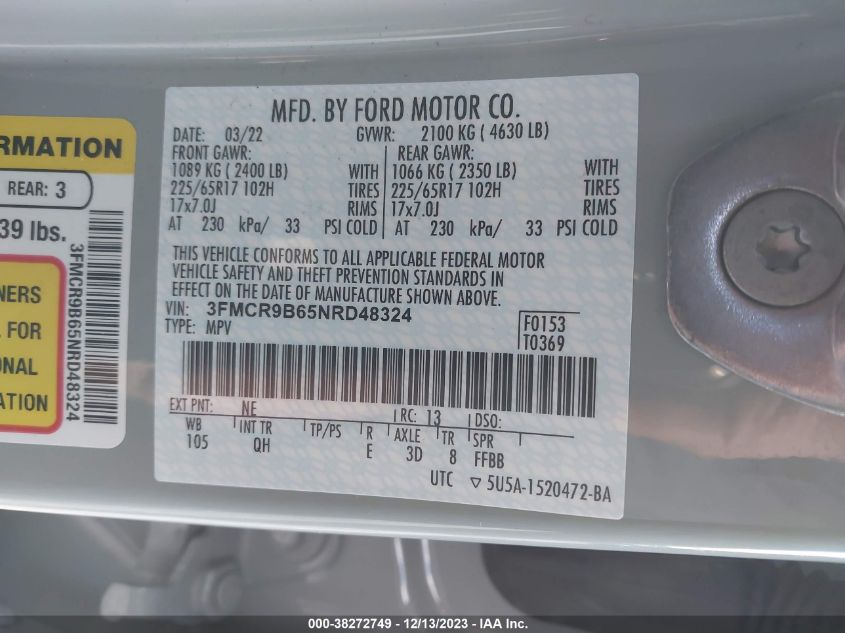 RMATION
REAR: 3
39 lbs.
NERS
L FOR
ONAL
ATION
3FMCR9B65NRD48324
MFD. BY FORD MOTOR CO.
DATE: 03/22 GVWR: 2100 KG ( 4630 LB)
FRONT GAWR: REAR GAWR:
1089 KG ( 2400 LB) WITH 1066 KG ( 2350 LB) WITH
225/65R17 102H TIRES 225/65R17 102H TIRES
17x7.0J RIMS 17x7.0J RIMS
AT 230 kPa/ 33 PSI COLD AT 230 kPa/ 33 PSI COLD
THIS VEHICLE CONFORMS TO ALL APPLICABLE FEDERAL MOTOR
VEHICLE SAFETY AND THEFT PREVENTION STANDARDS IN
EFFECT ON THE DATE OF MANUFACTURE SHOWN ABOVE.
VIN: 3FMCR9B65NRD48324
TYPE: MPV
F0153
T0369
EXT PNT: NE RC: 13 DSO:
WB INT TR TP/PS R AXLE TR SPR
105 QH E 3D 8 FFBB
UTC ▽5U5A-1520472-BA
000-38272749 - 12/13/2023 - IAA Inc.